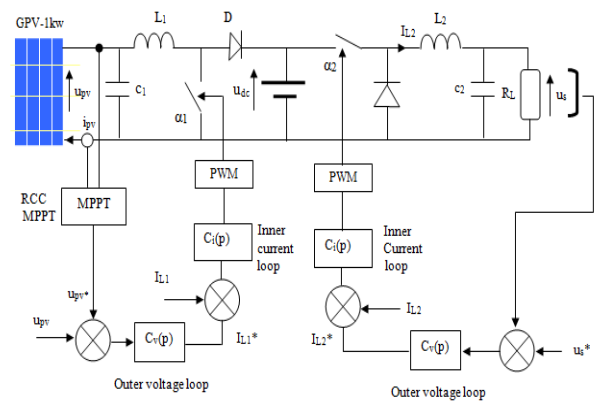 GPV-1kw
L1
D
α2
IL2
L2
upv
c1
α1
udc
c2
RL
us
ipv
PWM
PWM
RCC
MPPT
MPPT
Ci(p)
Inner
current
loop
Ci(p)
Inner
Current
loop
upv*
IL1
IL2
upv
Cv(p)
IL1*
IL2*
Cv(p)
us*
Outer voltage loop
Outer voltage loop